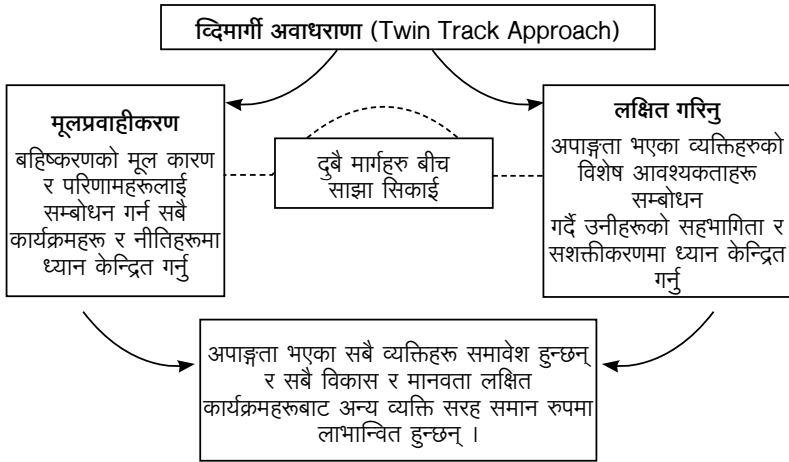 व्दिमार्गी अवाधराणा (Twin Track Approach)
मूलप्रवाहीकरण
बहिष्करणको मूल कारण
र परिणामहरूलाई
सम्बोधन गर्न सबै
कार्यक्रमहरू र नीतिहरूमा
ध्यान केन्द्रित गर्नु
दुबै मार्गहरु बीच
साझा सिकाई
लक्षित गरिनु
अपाङ्गता भएका व्यक्तिहरुको
विशेष आवश्यकताहरू
सम्बोधन
गर्दै उनीहरूको सहभागिता र
सशक्तीकरणमा ध्यान केन्द्रित
गर्नु
अपाङ्गता भएका सबै व्यक्तिहरू समावेश हुन्छन्
र सबै विकास र मानवता लक्षित
कार्यक्रमहरूबाट अन्य व्यक्ति सरह समान रुपमा
लाभान्वित हुन्छन् ।